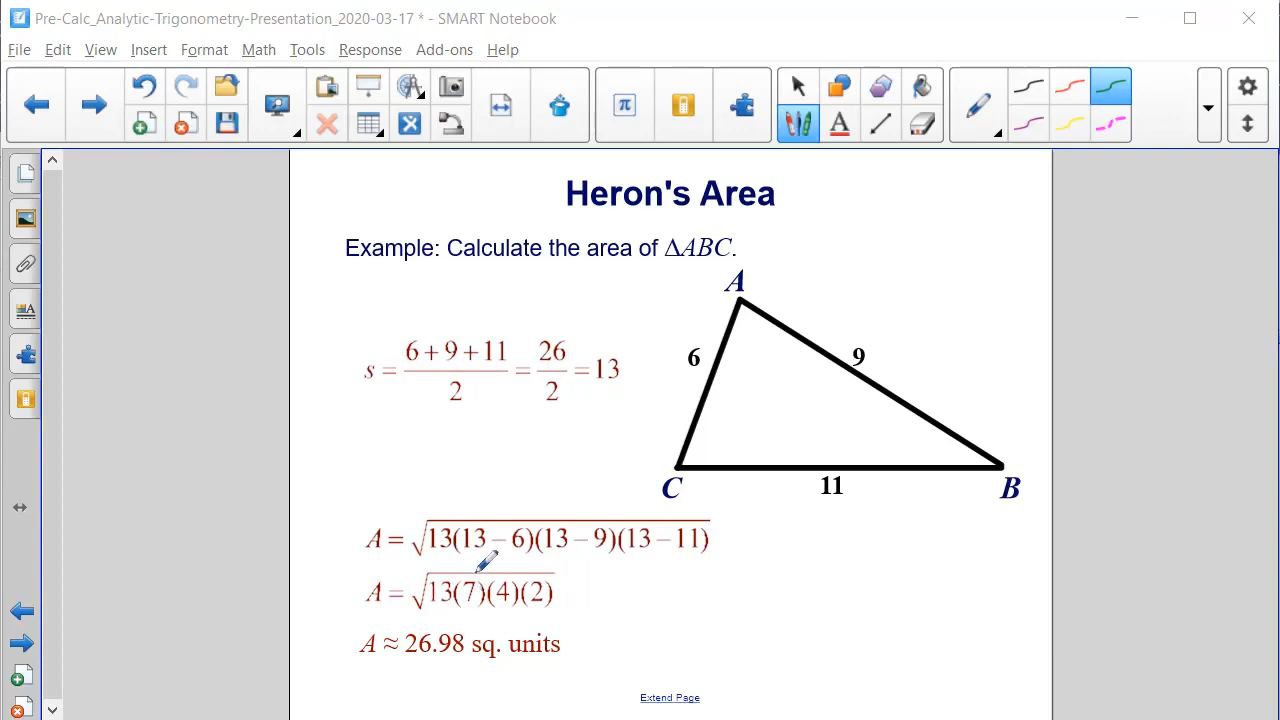 Pre-Calc_Analytic-Trigonometry-Presentation_2020-03-17 * - SMART Notebook
File Edit View Insert Format Math Tools Response Add-ons Help
π
A
Heron's Area
Example: Calculate the area of ΔABC.
A
6
9
s = (6+9+11)/2 = 26/2 = 13
C
11
B
A = √(13(13−6)(13−9)(13−11))
A = √(13(7)(4)(2))
A ≈ 26.98 sq. units
Extend Page